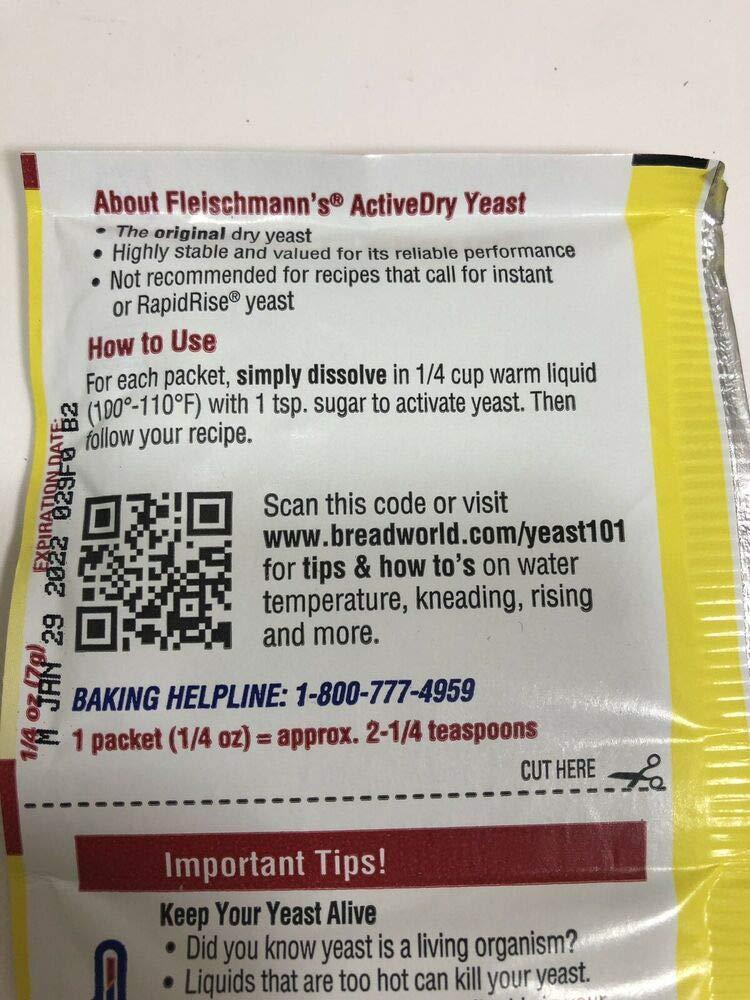 About Fleischmann's® ActiveDry Yeast
• The original dry yeast
• Highly stable and valued for its reliable performance
• Not recommended for recipes that call for instant
or RapidRise® yeast
How to Use
For each packet, simply dissolve in 1/4 cup warm liquid
(100°-110°F) with 1 tsp. sugar to activate yeast. Then
follow your recipe.
EXPIRATION DATE:
M JAN 29 2022 029F0 B2
1/4 oz (7g)
Scan this code or visit
www.breadworld.com/yeast101
for tips & how to's on water
temperature, kneading, rising
and more.
BAKING HELPLINE: 1-800-777-4959
1 packet (1/4 oz) = approx. 2-1/4 teaspoons
CUT HERE
Important Tips!
Keep Your Yeast Alive
• Did you know yeast is a living organism?
• Liquids that are too hot can kill your yeast.